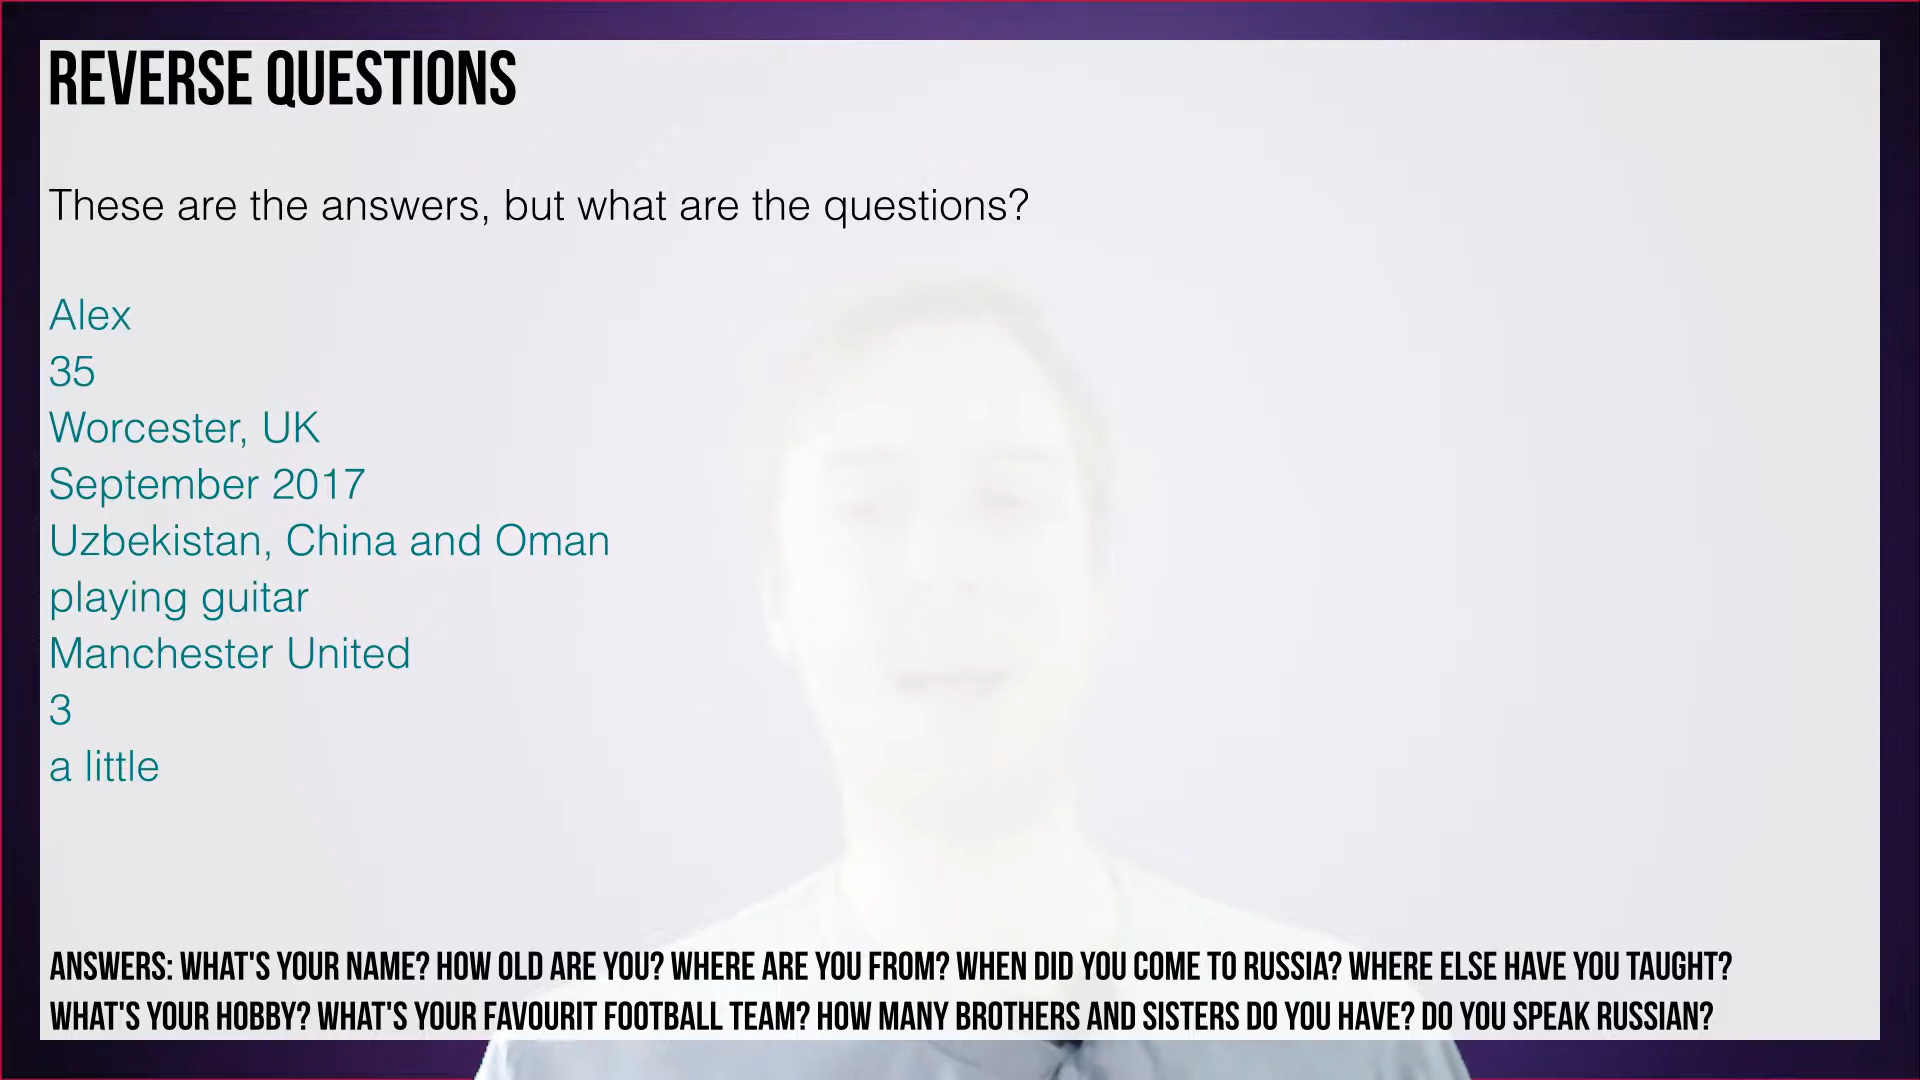 REVERSE QUESTIONS
These are the answers, but what are the questions?
Alex
35
Worcester, UK
September 2017
Uzbekistan, China and Oman
playing guitar
Manchester United
3
a little
ANSWERS: WHAT'S YOUR NAME? HOW OLD ARE YOU? WHERE ARE YOU FROM? WHEN DID YOU COME TO RUSSIA? WHERE ELSE HAVE YOU TAUGHT?
WHAT'S YOUR HOBBY? WHAT'S YOUR FAVOURIT FOOTBALL TEAM? HOW MANY BROTHERS AND SISTERS DO YOU HAVE? DO YOU SPEAK RUSSIAN?